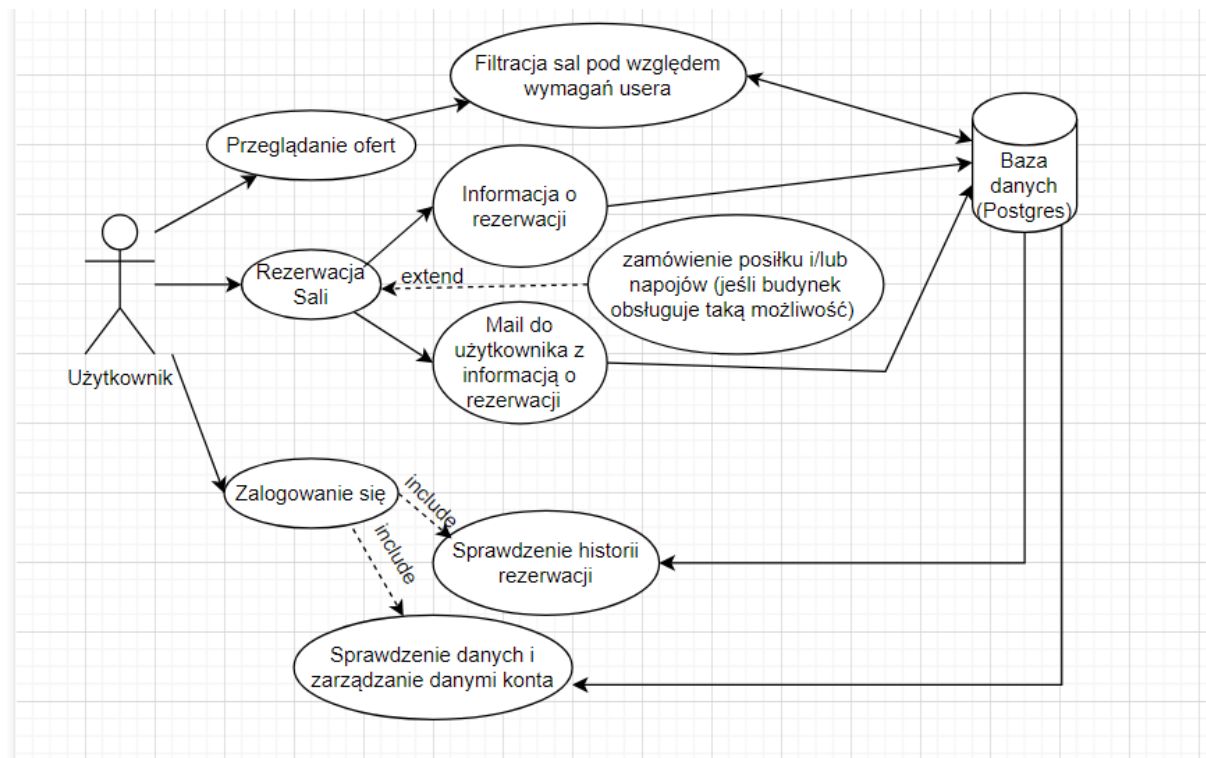 Filtracja sal pod względem
wymagań usera
Przeglądanie ofert
Baza
danych
(Postgres)
Informacja o
rezerwacji
zamówienie posiłku i/lub
napojów (jeśli budynek
obsługuje taką możliwość)
Rezerwacja
Sali
extend
Mail do
użytkownika z
informacją o
rezerwacji
Użytkownik
Zalogowanie się
include
include
Sprawdzenie historii
rezerwacji
Sprawdzenie danych i
zarządzanie danymi konta